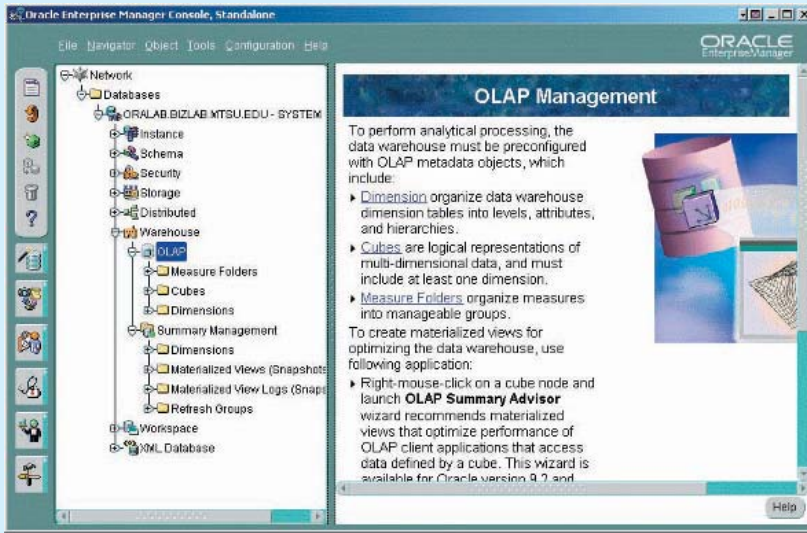 Oracle Enterprise Manager Console, Standalone
File Navigator Object Tools Configuration Help
ORACLE
EnterpriseManager
Network
Databases
ORALAB.BIZLAB.MTSU.EDU - SYSTEM
Instance
Schema
Security
Storage
Distributed
Warehouse
OLAP
Measure Folders
Cubes
Dimensions
Summary Management
Dimensions
Materialized Views (Snapshots
Materialized View Logs (Snaps
Refresh Groups
Workspace
XML Database
OLAP Management
To perform analytical processing, the
data warehouse must be preconfigured
with OLAP metadata objects, which
include:
Dimension organize data warehouse
dimension tables into levels, attributes,
and hierarchies.
Cubes are logical representations of
multi-dimensional data, and must
include at least one dimension.
Measure Folders organize measures
into manageable groups.
To create materialized views for
optimizing the data warehouse, use
following application:
Right-mouse-click on a cube node and
launch OLAP Summary Advisor
wizard recommends materialized
views that optimize performance of
OLAP client applications that access
data defined by a cube. This wizard is
available for Oracle version 9.2 and
Help